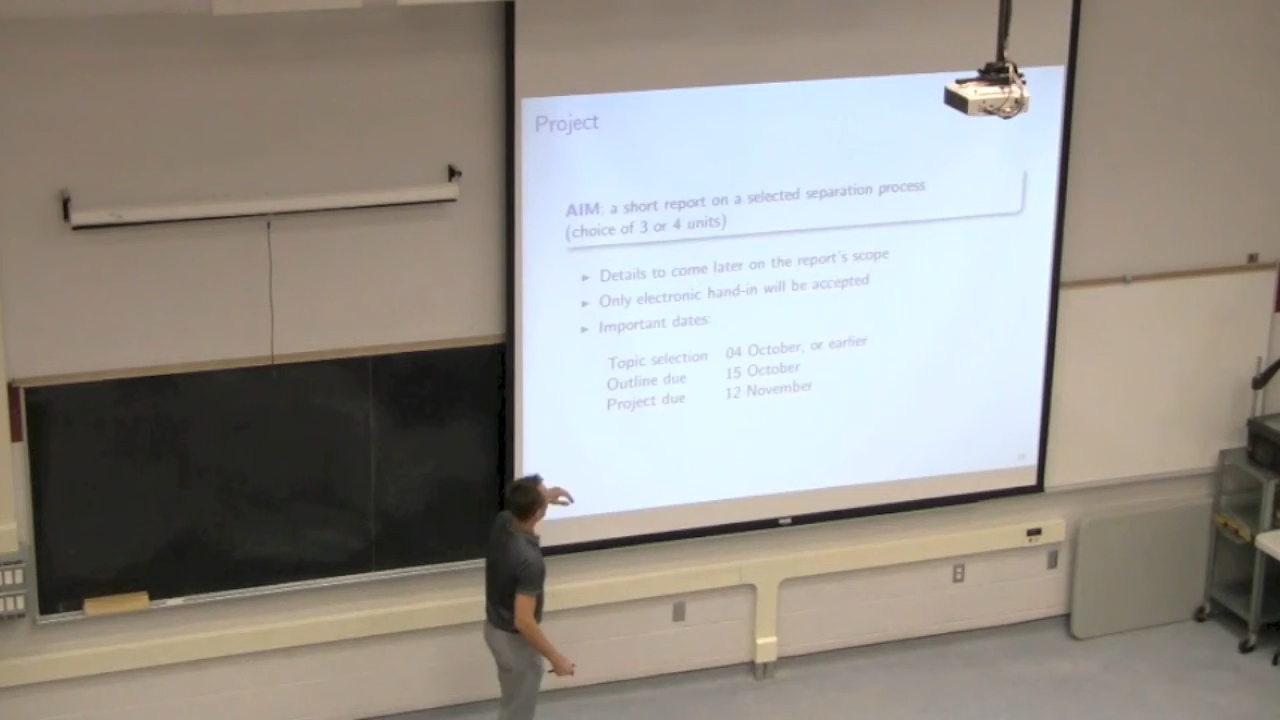 Project
AIM: a short report on a selected separation process
(choice of 3 or 4 units)
► Details to come later on the report's scope
► Only electronic hand-in will be accepted
► Important dates:
Topic selection 04 October, or earlier
Outline due 15 October
Project due 12 November